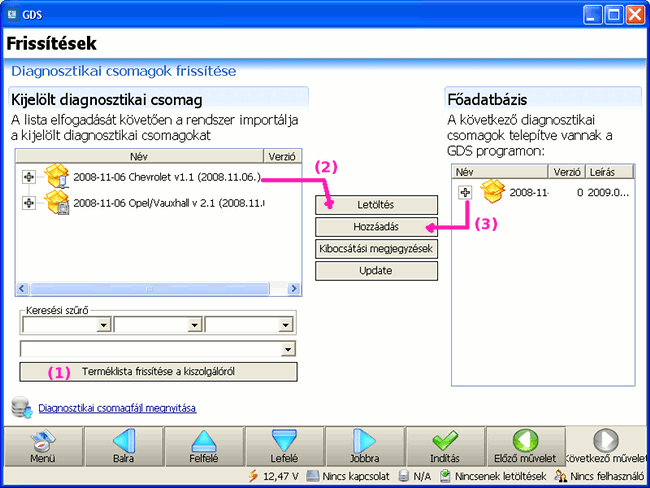 GDS
Frissítések
Diagnosztikai csomagok frissítése
Kijelölt diagnosztikai csomag
A lista elfogadását követően a rendszer importálja
a kijelölt diagnosztikai csomagokat
Név Verzió
2008-11-06 Chevrolet v1.1 (2008.11.06.)
2008-11-06 Opel/Vauxhall v 2.1 (2008.11.0
(2)
Letöltés
Hozzáadás
Kibocsátási megjegyzések
Update
(3)
Főadatbázis
A következő diagnosztikai
csomagok telepítve vannak a
GDS programon:
Név Verzió Leírás
2008-11- 0 2009.0...
Keresési szűrő
(1) Terméklista frissítése a kiszolgálóról
Diagnosztikai csomagfájl megnyitása
Menü Balra Felfelé Lefelé Jobbra Indítás Előző művelet Következő művelet
12,47 V Nincs kapcsolat N/A Nincsenek letöltések Nincs felhasználó